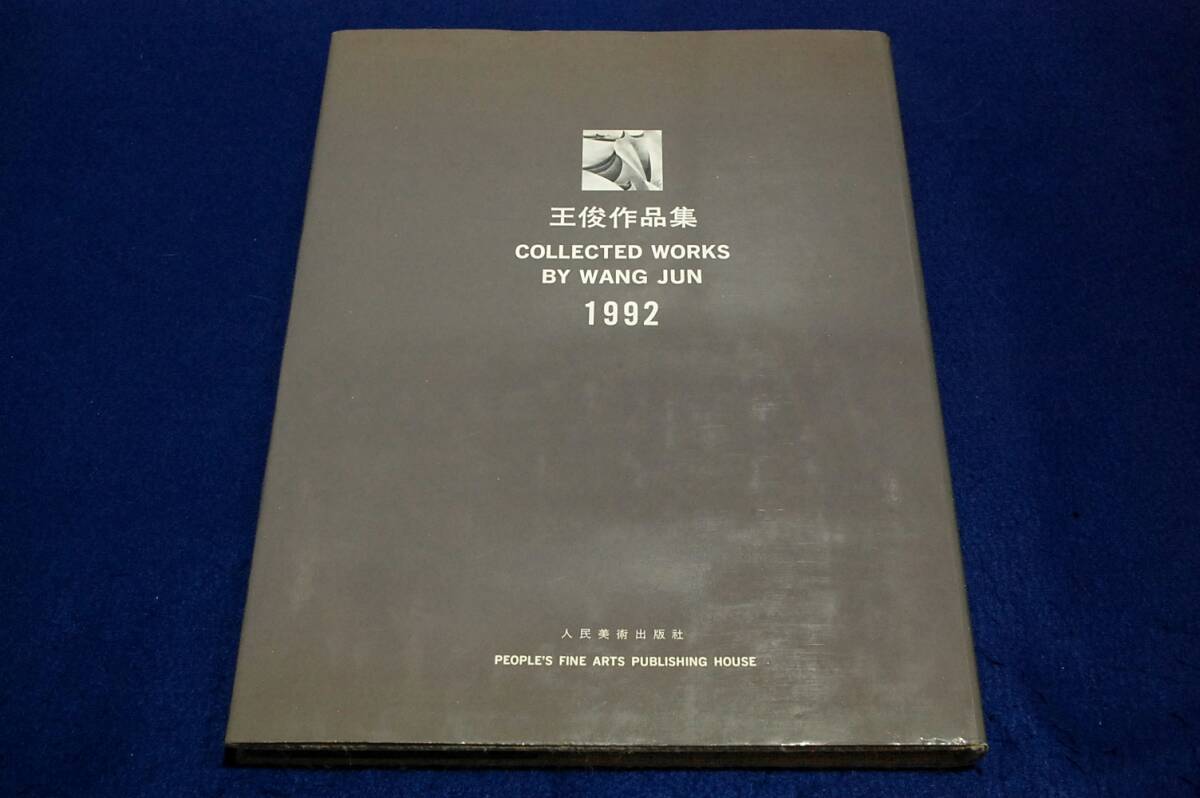 王俊作品集
COLLECTED WORKS
BY WANG JUN
1992
人民美術出版社
PEOPLE'S FINE ARTS PUBLISHING HOUSE